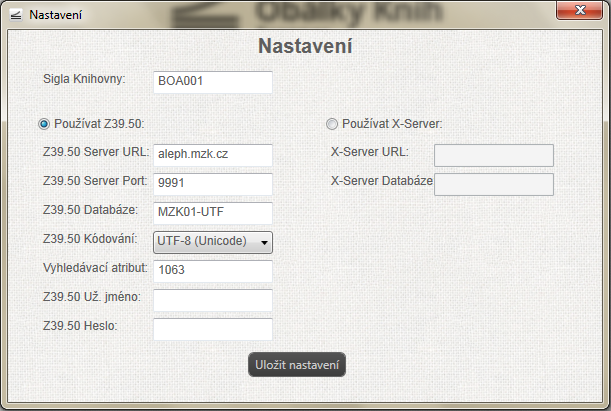 Obálky Knih
Nastavení
Nastavení
Sigla Knihovny: BOA001
Používat Z39.50: Používat X-Server:
Z39.50 Server URL: aleph.mzk.cz X-Server URL:
Z39.50 Server Port: 9991 X-Server Databáze
Z39.50 Databáze: MZK01-UTF
Z39.50 Kódování: UTF-8 (Unicode)
Vyhledávací atribut: 1063
Z39.50 Už. jméno:
Z39.50 Heslo:
Uložit nastavení